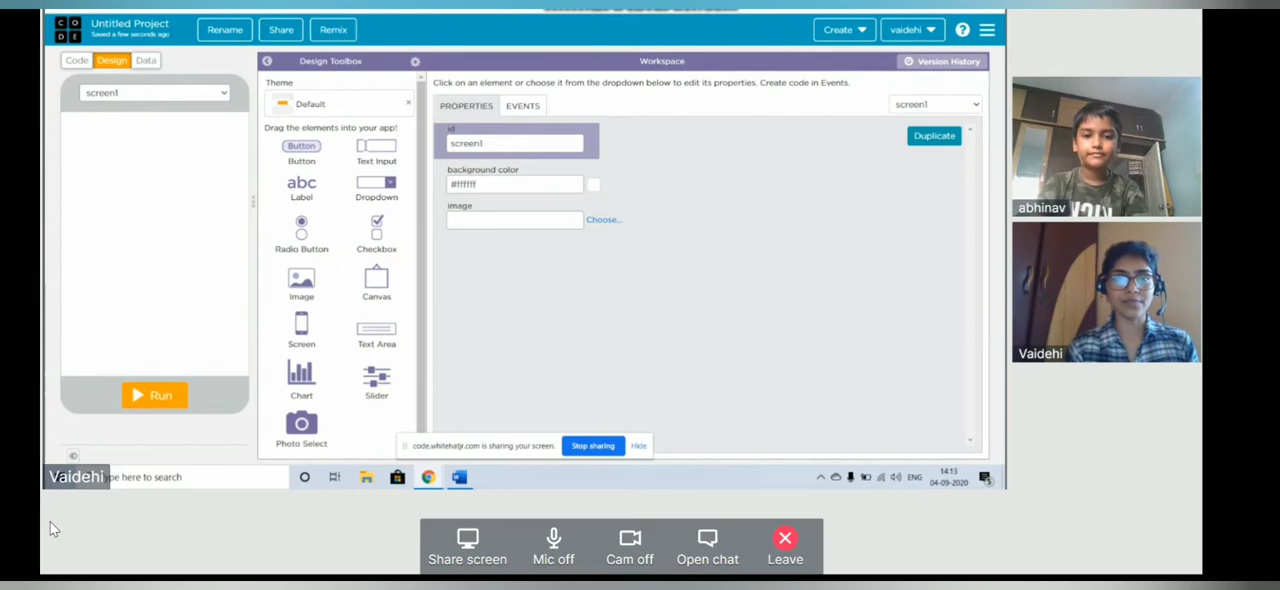 CO
DE
Untitled Project
Saved a few seconds ago
Rename
Share
Remix
Create
vaidehi
?
Code
Design
Data
Design Toolbox
Workspace
Version History
screen1
Theme
Default
Drag the elements into your app!
Button
Button
Text Input
abc
Label
Dropdown
Radio Button
Checkbox
Image
Canvas
Screen
Text Area
Chart
Slider
Photo Select
Click on an element or choose it from the dropdown below to edit its properties. Create code in Events.
PROPERTIES
EVENTS
screen1
id
screen1
Duplicate
background color
#ffffff
image
Choose...
Run
code.whitehatjr.com is sharing your screen.
Stop sharing
Hide
Vaidehi
ype here to search
ENG
14:13
04-09-2020
abhinav
Vaidehi
Share screen
Mic off
Cam off
Open chat
Leave